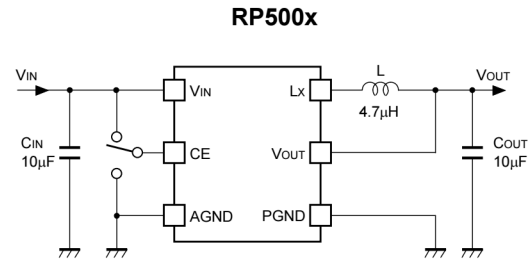 RP500x
VIN
VIN
LX
L
4.7μH
VOUT
CIN
10μF
CE
VOUT
COUT
10μF
AGND
PGND